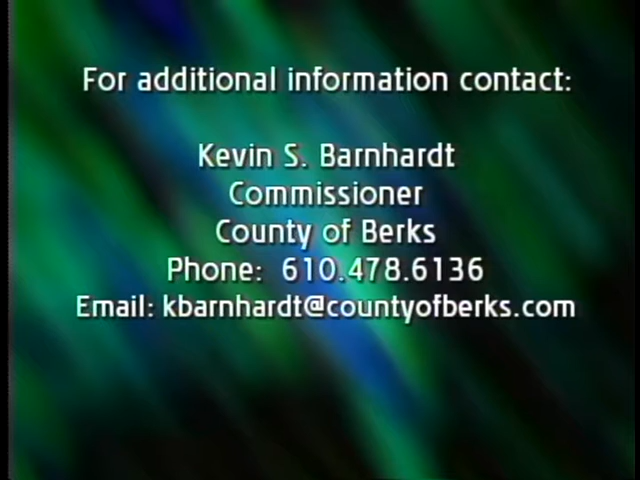 For additional information contact:
Kevin S. Barnhardt
Commissioner
County of Berks
Phone: 610.478.6136
Email: kbarnhardt@countyofberks.com